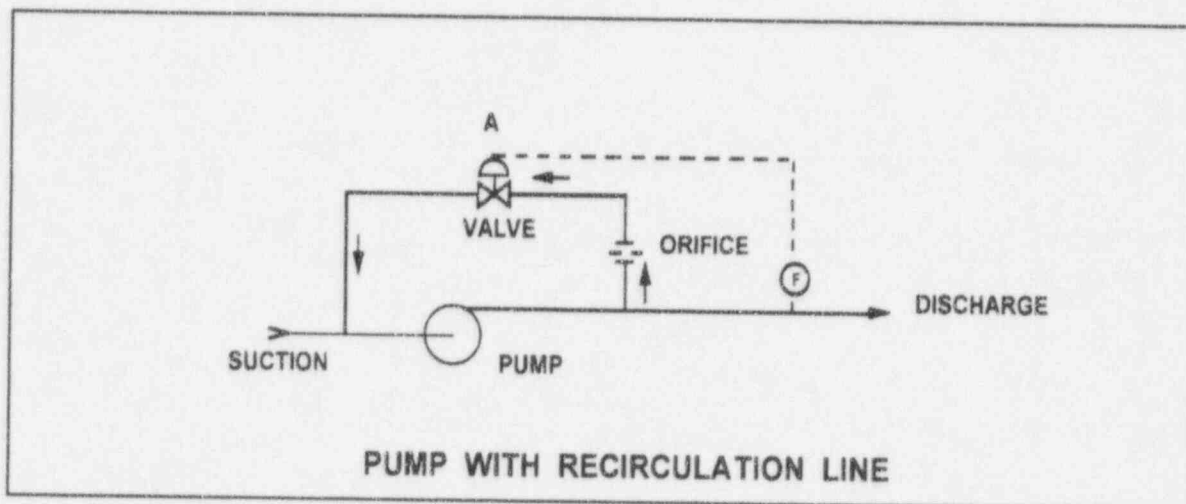 A
VALVE
ORIFICE
F
DISCHARGE
SUCTION
PUMP
PUMP WITH RECIRCULATION LINE